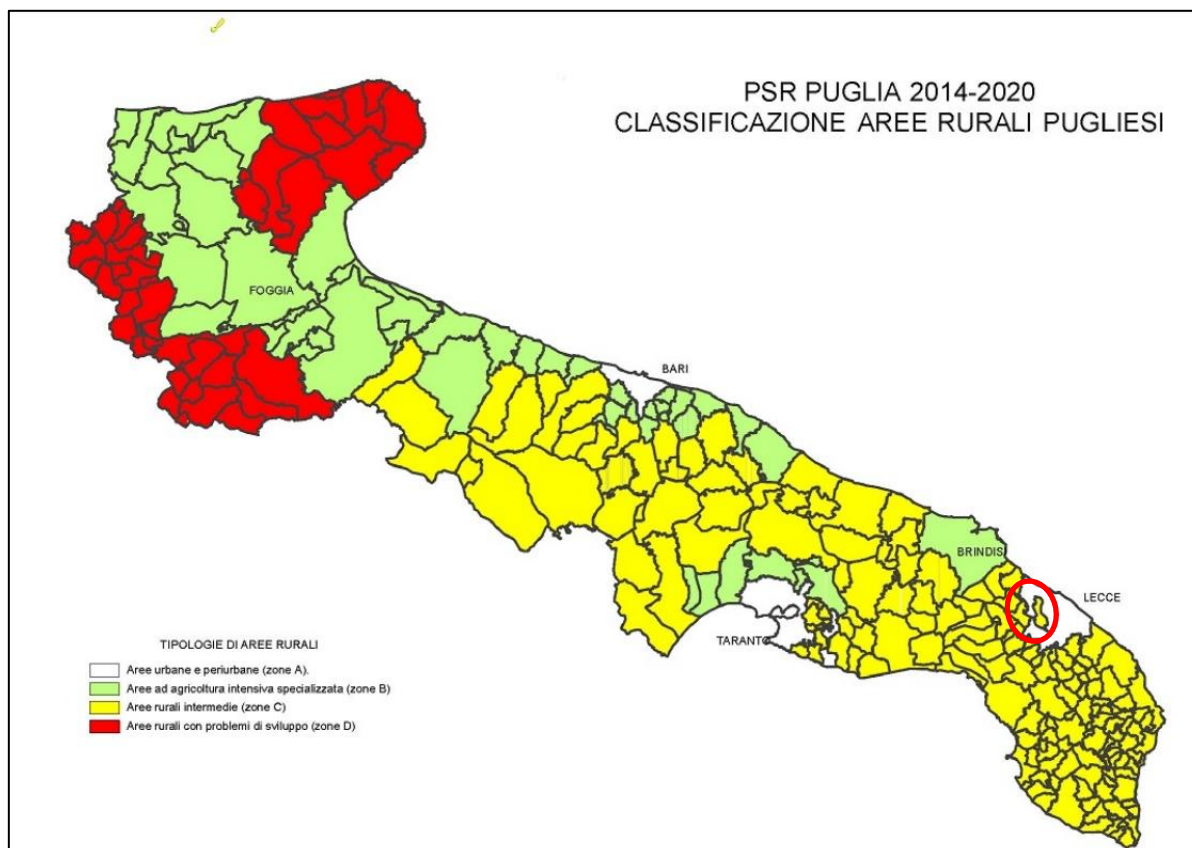 PSR PUGLIA 2014-2020
CLASSIFICAZIONE AREE RURALI PUGLIESI
FOGGIA
BARI
BRINDISI
LECCE
TARANTO
TIPOLOGIE DI AREE RURALI
Aree urbane e periurbane (zone A).
Aree ad agricoltura intensiva specializzata (zone B)
Aree rurali intermedie (zone C)
Aree rurali con problemi di sviluppo (zone D)